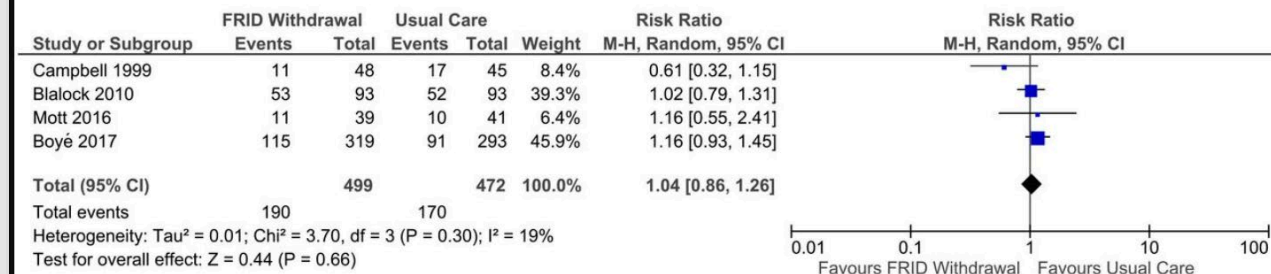 FRID Withdrawal Usual Care Risk Ratio Risk Ratio
Study or Subgroup Events Total Events Total Weight M-H, Random, 95% CI M-H, Random, 95% CI
Campbell 1999 11 48 17 45 8.4% 0.61 [0.32, 1.15]
Blalock 2010 53 93 52 93 39.3% 1.02 [0.79, 1.31]
Mott 2016 11 39 10 41 6.4% 1.16 [0.55, 2.41]
Boyé 2017 115 319 91 293 45.9% 1.16 [0.93, 1.45]
Total (95% CI) 499 472 100.0% 1.04 [0.86, 1.26]
Total events 190 170
Heterogeneity: Tau² = 0.01; Chi² = 3.70, df = 3 (P = 0.30); I² = 19%
Test for overall effect: Z = 0.44 (P = 0.66)
0.01 0.1 1 10 100
Favours FRID Withdrawal Favours Usual Care